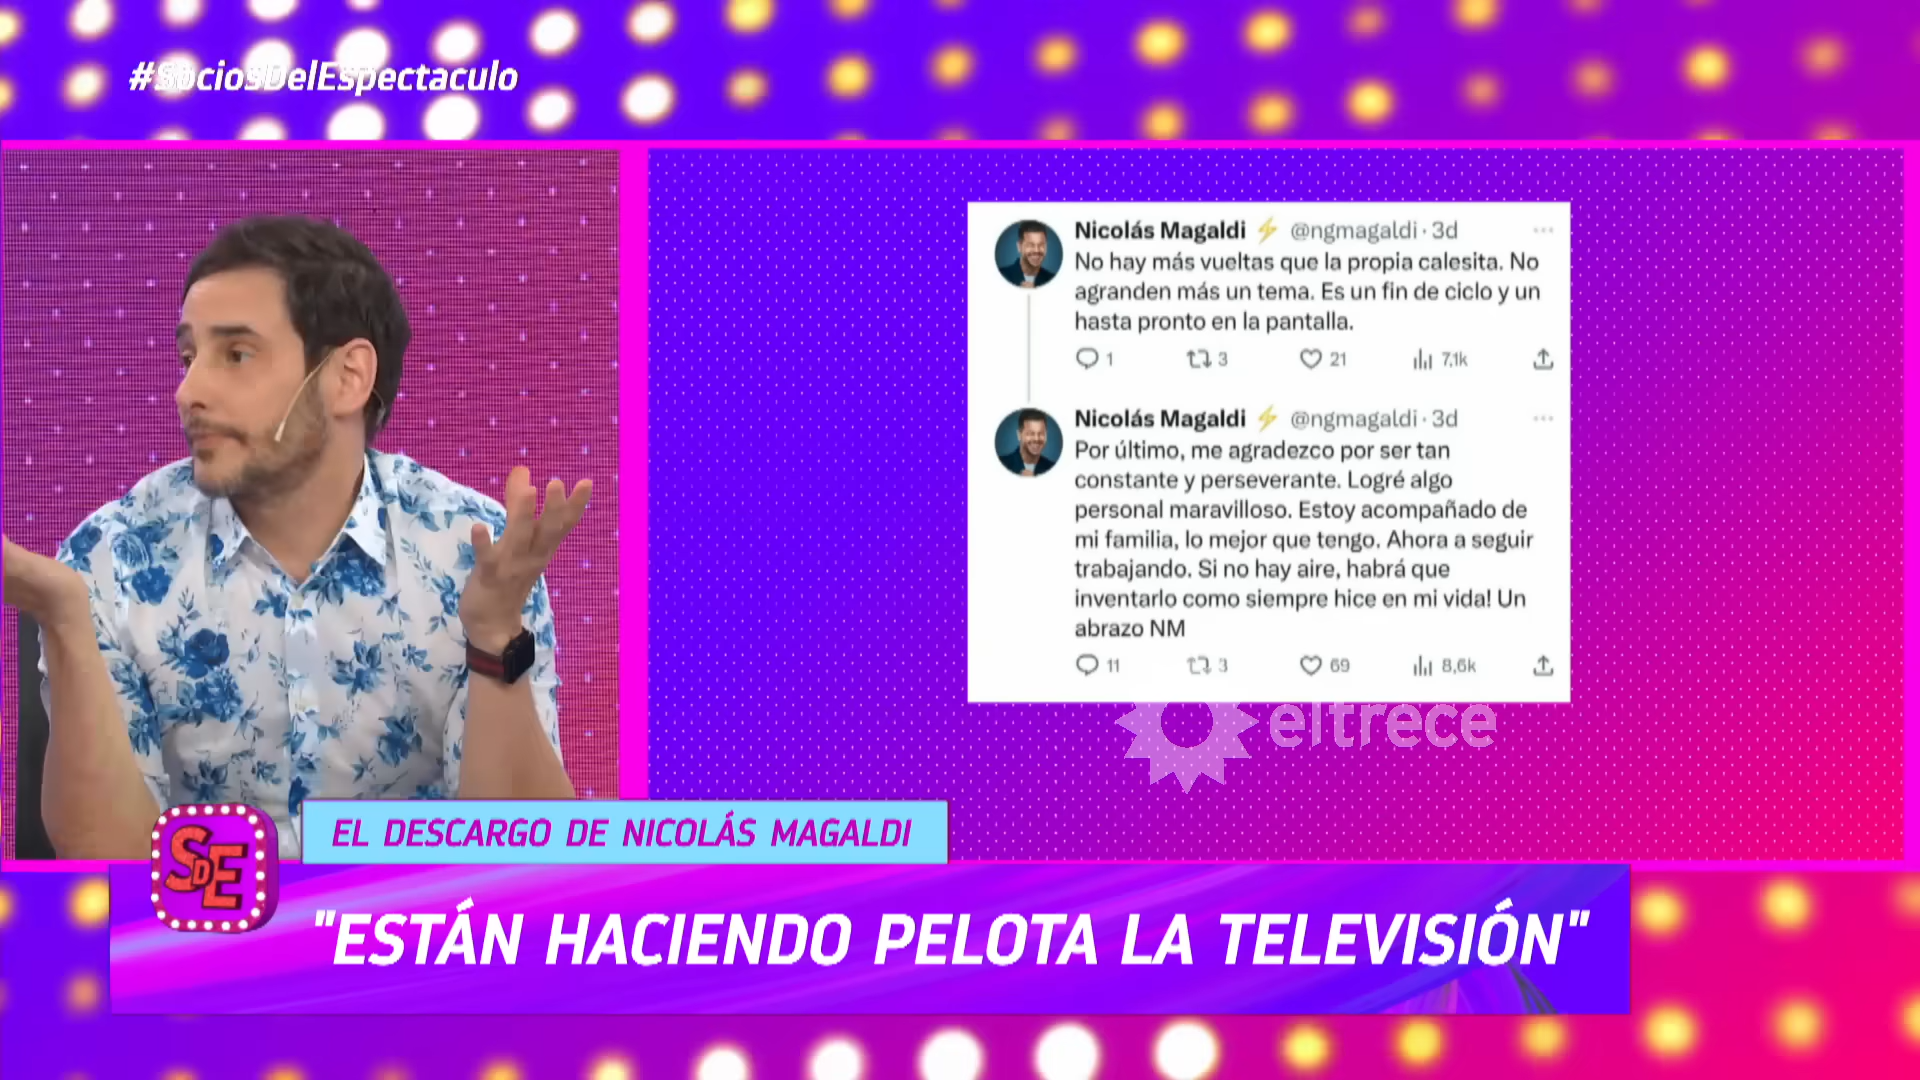 #SociosDelEspectaculo
Nicolás Magaldi ⚡ @ngmagaldi · 3d
No hay más vueltas que la propia calesita. No
agranden más un tema. Es un fin de ciclo y un
hasta pronto en la pantalla.
1 3 21 7,1k
Nicolás Magaldi ⚡ @ngmagaldi · 3d
Por último, me agradezco por ser tan
constante y perseverante. Logré algo
personal maravilloso. Estoy acompañado de
mi familia, lo mejor que tengo. Ahora a seguir
trabajando. Si no hay aire, habrá que
inventarlo como siempre hice en mi vida! Un
abrazo NM
11 3 69 8,6k
eltrece
SDE
EL DESCARGO DE NICOLÁS MAGALDI
"ESTÁN HACIENDO PELOTA LA TELEVISIÓN"